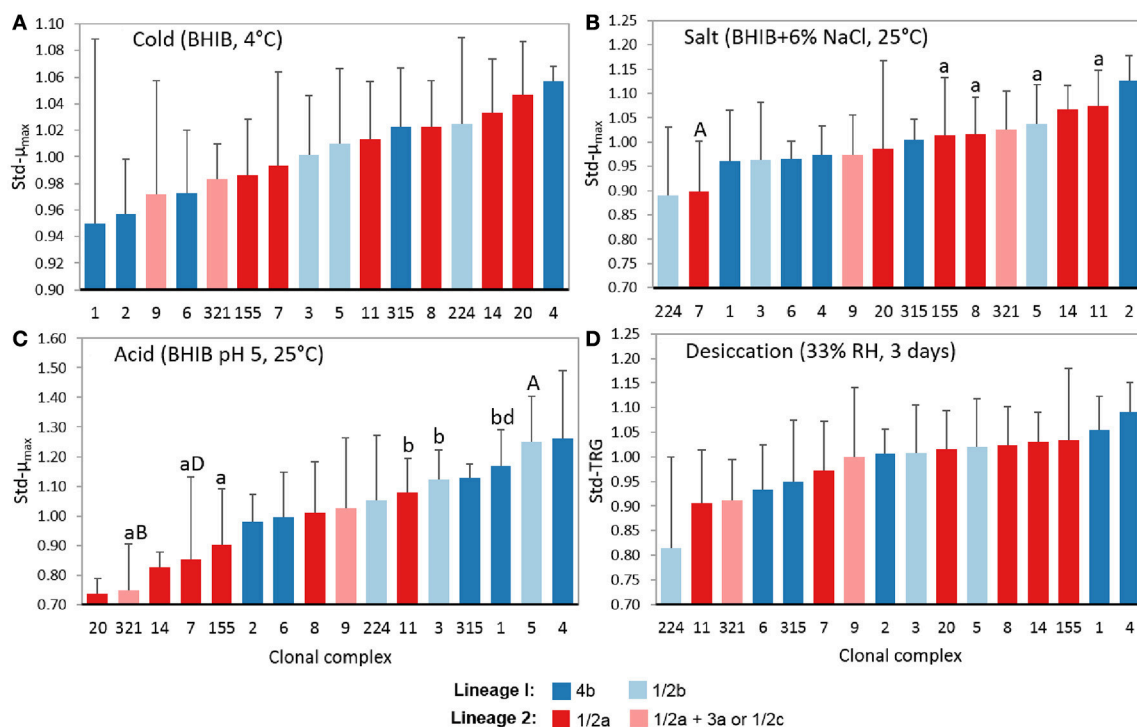 A
Cold (BHIB, 4°C)
Std-μmax
1.10
1.08
1.06
1.04
1.02
1.00
0.98
0.96
0.94
0.92
0.90
1 2 9 6 321 155 7 3 5 11 315 8 224 14 20 4
B
Salt (BHIB+6% NaCl, 25°C)
Std-μmax
1.25
1.20
1.15
1.10
1.05
1.00
0.95
0.90
0.85
0.80
0.75
0.70
A a a a a
224 7 1 3 6 4 9 20 315 155 8 321 5 14 11 2
C
Acid (BHIB pH 5, 25°C)
Std-μmax
1.60
1.50
1.40
1.30
1.20
1.10
1.00
0.90
0.80
0.70
aB aD a b b bd A
20 321 14 7 155 2 6 8 9 224 11 3 315 1 5 4
Clonal complex
D
Desiccation (33% RH, 3 days)
Std-TRG
1.25
1.20
1.15
1.10
1.05
1.00
0.95
0.90
0.85
0.80
0.75
0.70
224 11 321 6 315 7 9 2 3 20 5 8 14 155 1 4
Clonal complex
Lineage I: 4b 1/2b
Lineage 2: 1/2a 1/2a + 3a or 1/2c